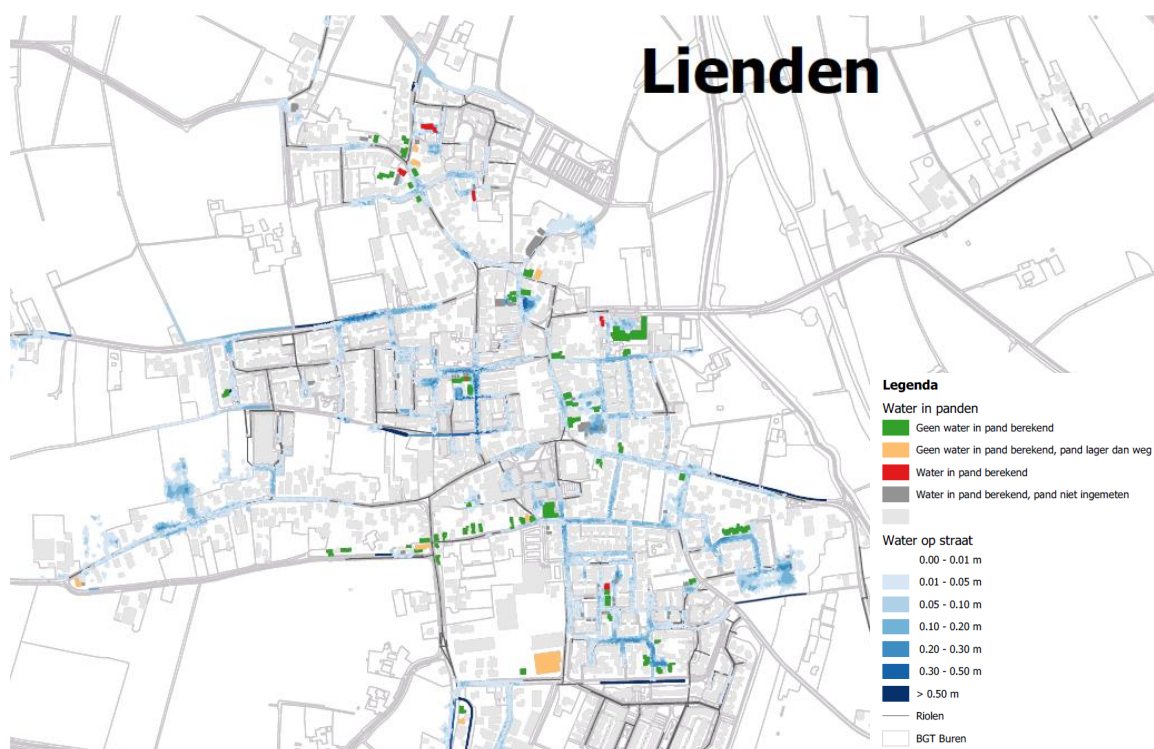 Lienden
Legenda
Water in panden
Geen water in pand berekend
Geen water in pand berekend, pand lager dan weg
Water in pand berekend
Water in pand berekend, pand niet ingemeten
Water op straat
0.00 - 0.01 m
0.01 - 0.05 m
0.05 - 0.10 m
0.10 - 0.20 m
0.20 - 0.30 m
0.30 - 0.50 m
> 0.50 m
Riolen
BGT Buren